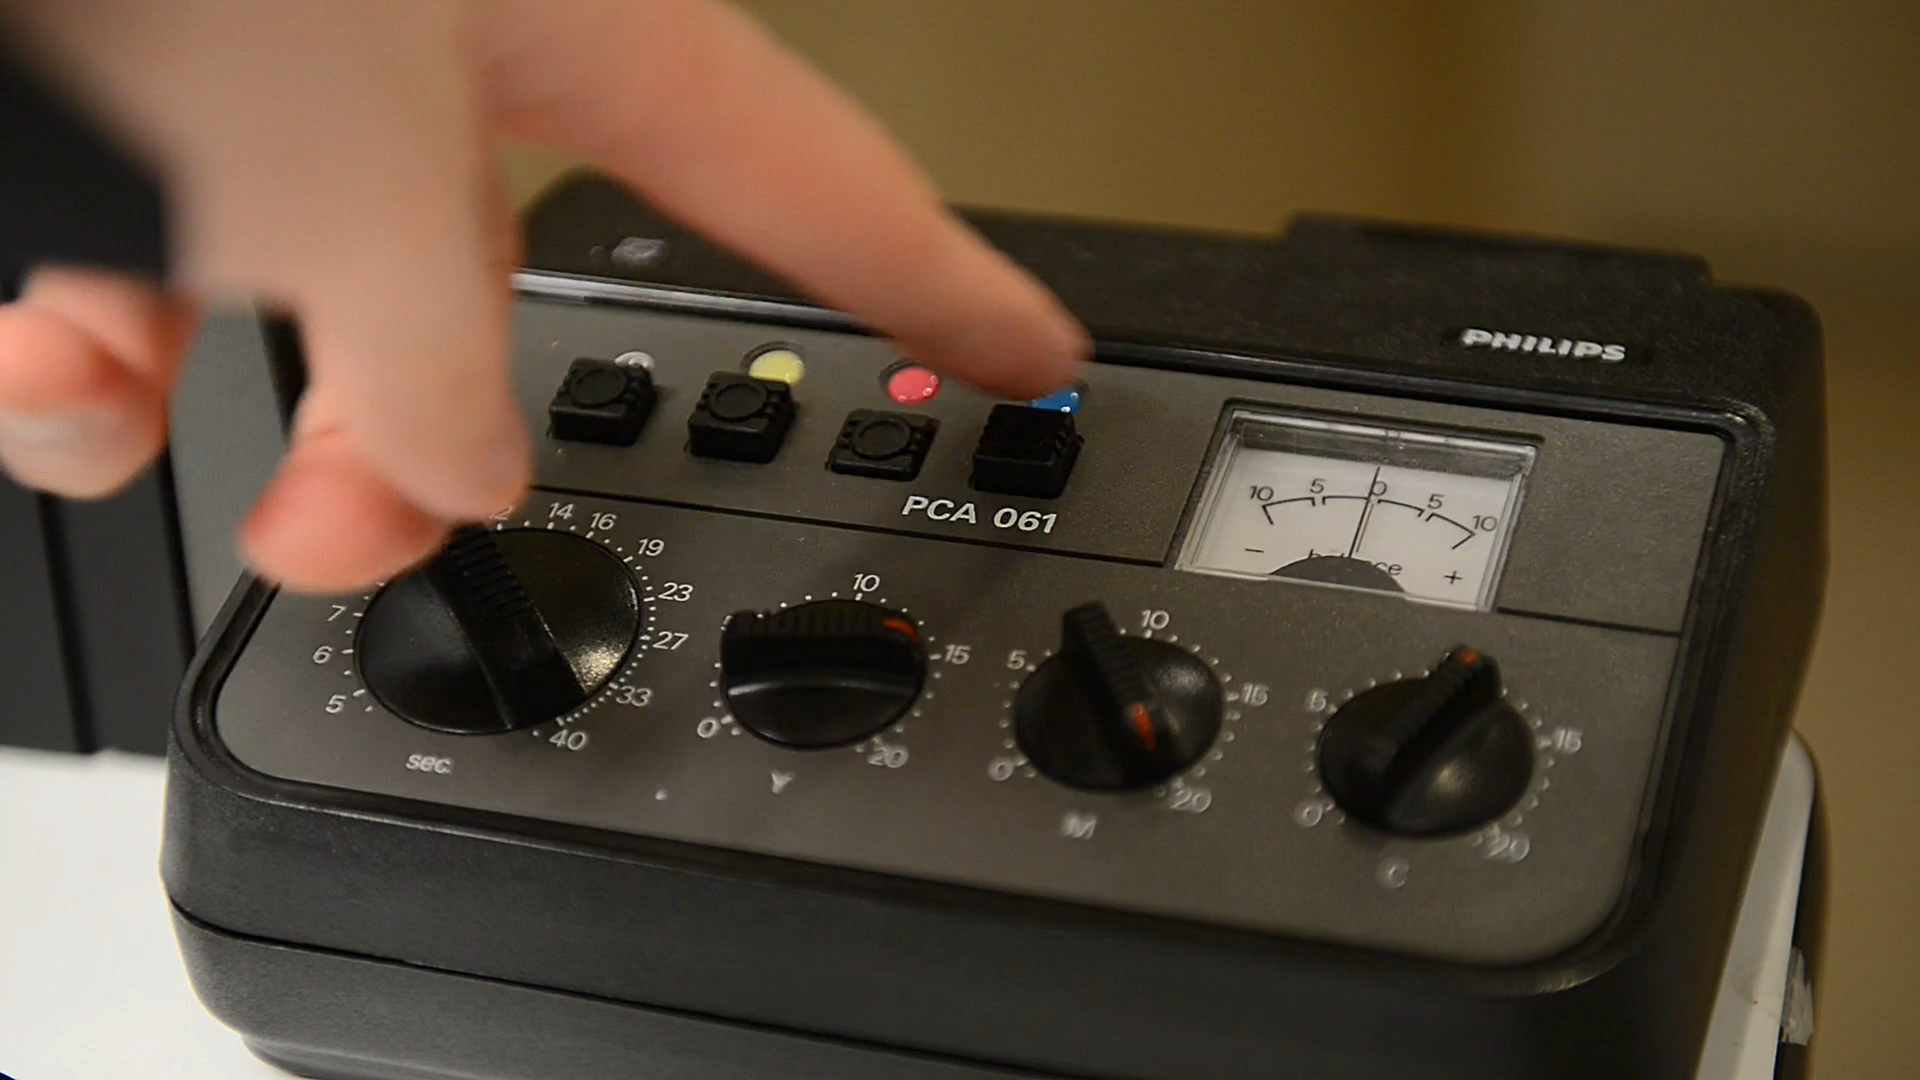 PHILIPS
PCA 061
10 5 0 5 10
− +
14 16 19 23 27 33 40
7 6 5
sec.
0 10 15 20
Y
0 5 10 15 20
M
0 5 15 20
C